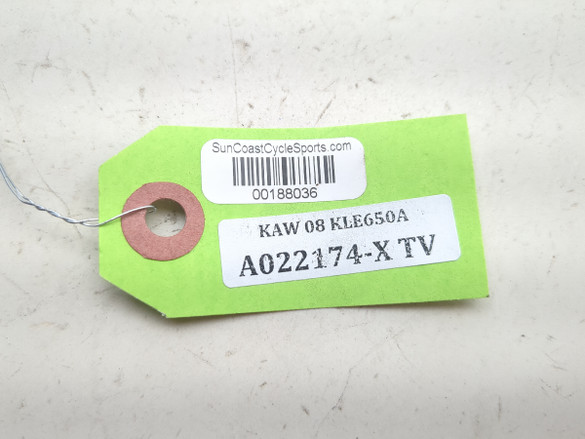 SunCoastCycleSports.com
00188036
KAW 08 KLE650A
A022174-X TV